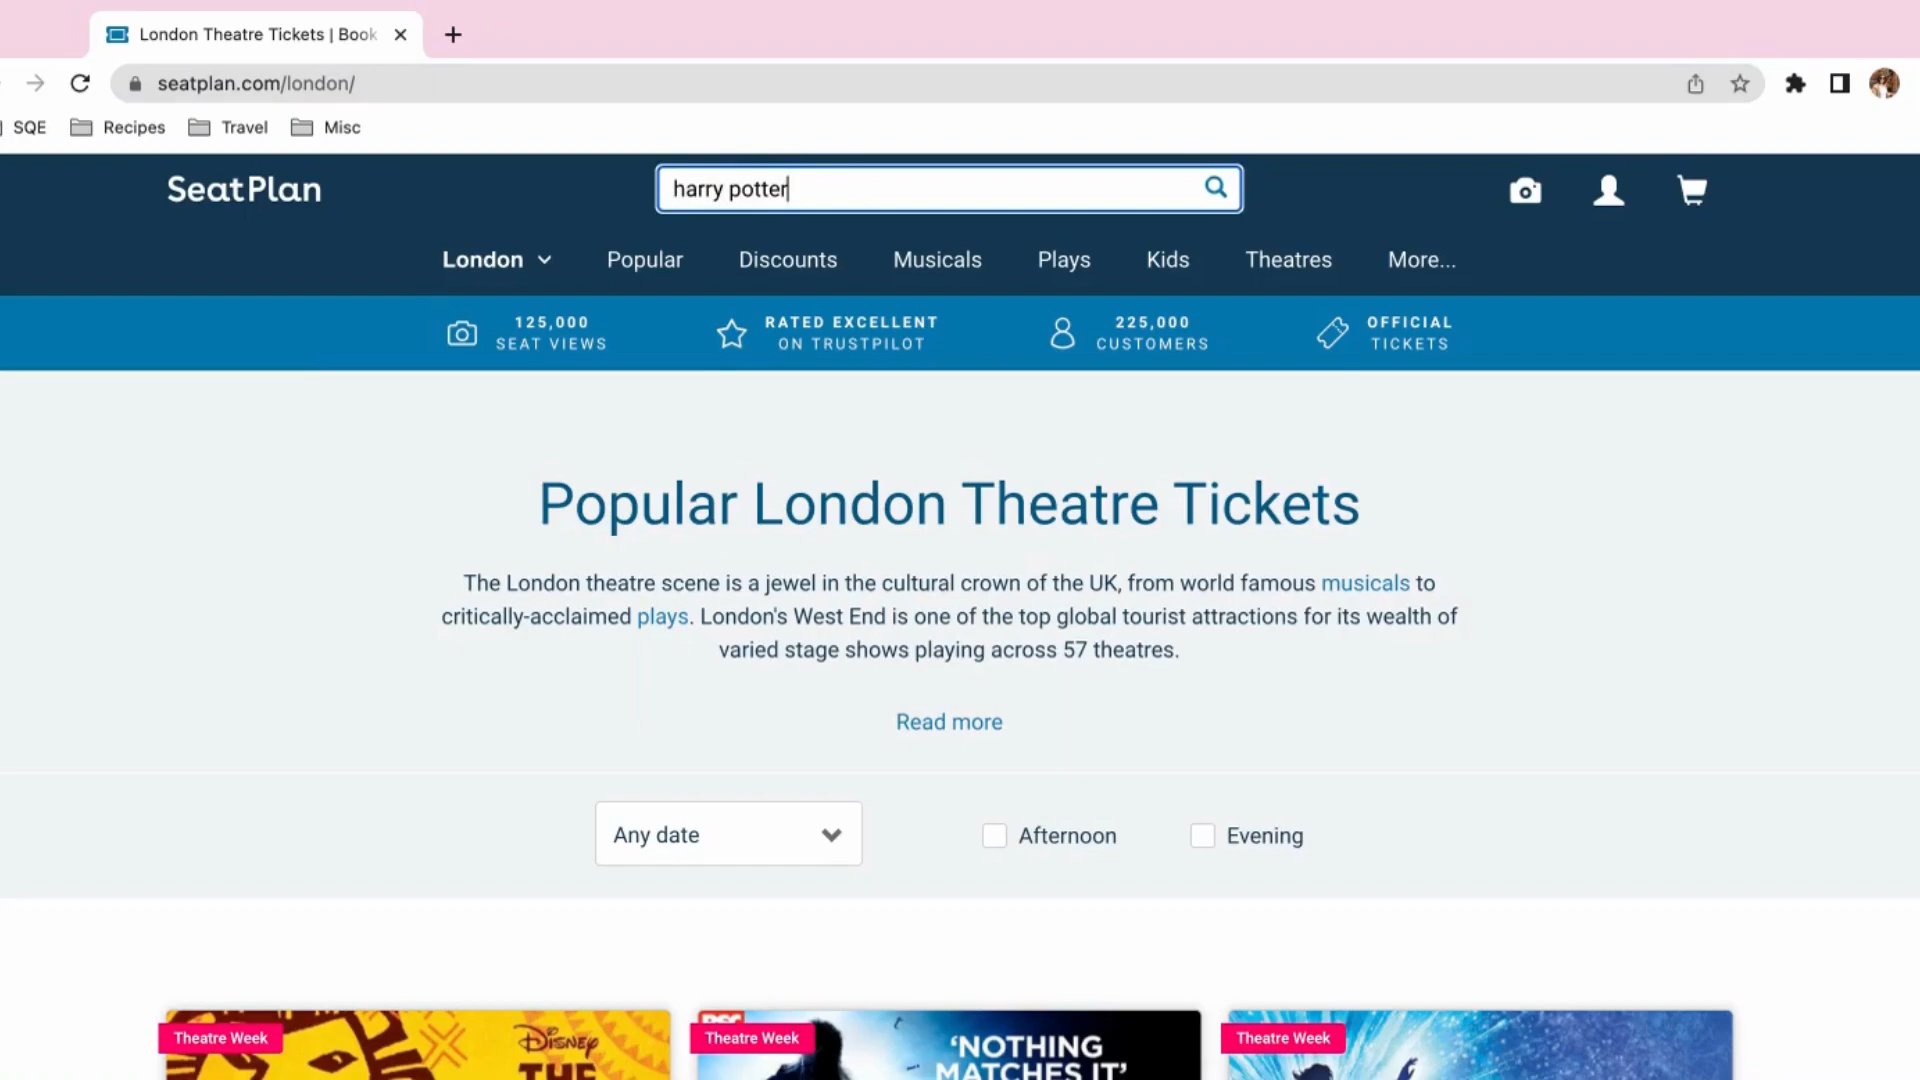 London Theatre Tickets | Book
seatplan.com/london/
SQE Recipes Travel Misc
SeatPlan
harry potter
London Popular Discounts Musicals Plays Kids Theatres More...
125,000
SEAT VIEWS
RATED EXCELLENT
ON TRUSTPILOT
225,000
CUSTOMERS
OFFICIAL
TICKETS
Popular London Theatre Tickets
The London theatre scene is a jewel in the cultural crown of the UK, from world famous musicals to
critically-acclaimed plays. London's West End is one of the top global tourist attractions for its wealth of
varied stage shows playing across 57 theatres.
Read more
Any date
Afternoon
Evening
Theatre Week
DISNEY
THE
RSC
Theatre Week
'NOTHING
MATCHES IT'
Theatre Week